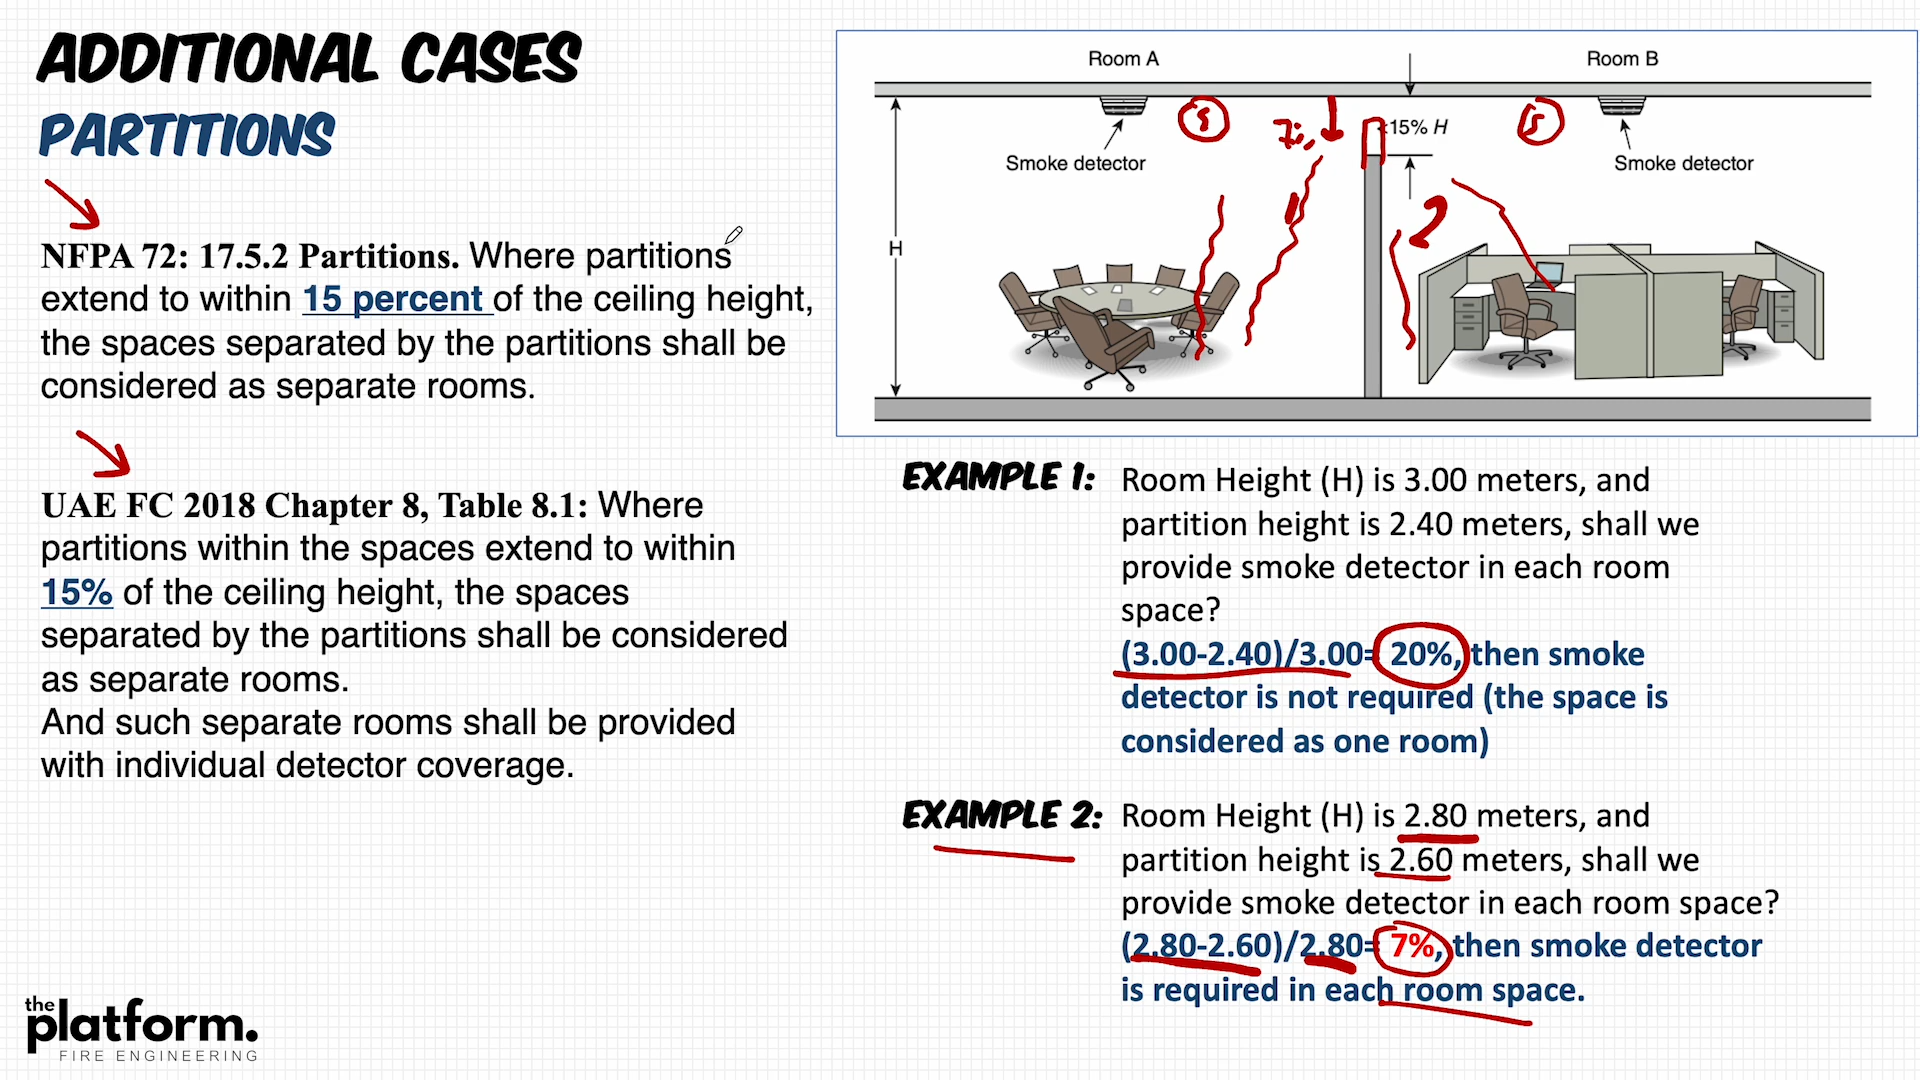 ADDITIONAL CASES
PARTITIONS
NFPA 72: 17.5.2 Partitions. Where partitions
extend to within 15 percent of the ceiling height,
the spaces separated by the partitions shall be
considered as separate rooms.
UAE FC 2018 Chapter 8, Table 8.1: Where
partitions within the spaces extend to within
15% of the ceiling height, the spaces
separated by the partitions shall be considered
as separate rooms.
And such separate rooms shall be provided
with individual detector coverage.
the
platform.
FIRE ENGINEERING
Room A
Room B
15% H
Smoke detector
Smoke detector
H
EXAMPLE 1:
Room Height (H) is 3.00 meters, and
partition height is 2.40 meters, shall we
provide smoke detector in each room
space?
(3.00-2.40)/3.00= 20%, then smoke
detector is not required (the space is
considered as one room)
EXAMPLE 2:
Room Height (H) is 2.80 meters, and
partition height is 2.60 meters, shall we
provide smoke detector in each room space?
(2.80-2.60)/2.80= 7%, then smoke detector
is required in each room space.